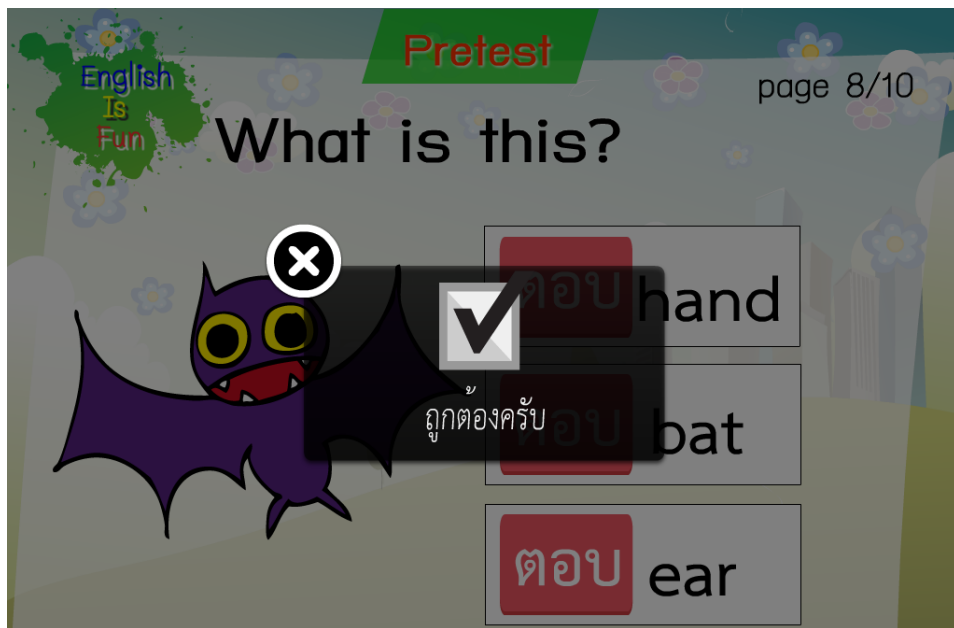 English
Is
Fun
Pretest
page 8/10
What is this?
ตอบ hand
ถูกต้องครับ
ตอบ bat
ตอบ ear